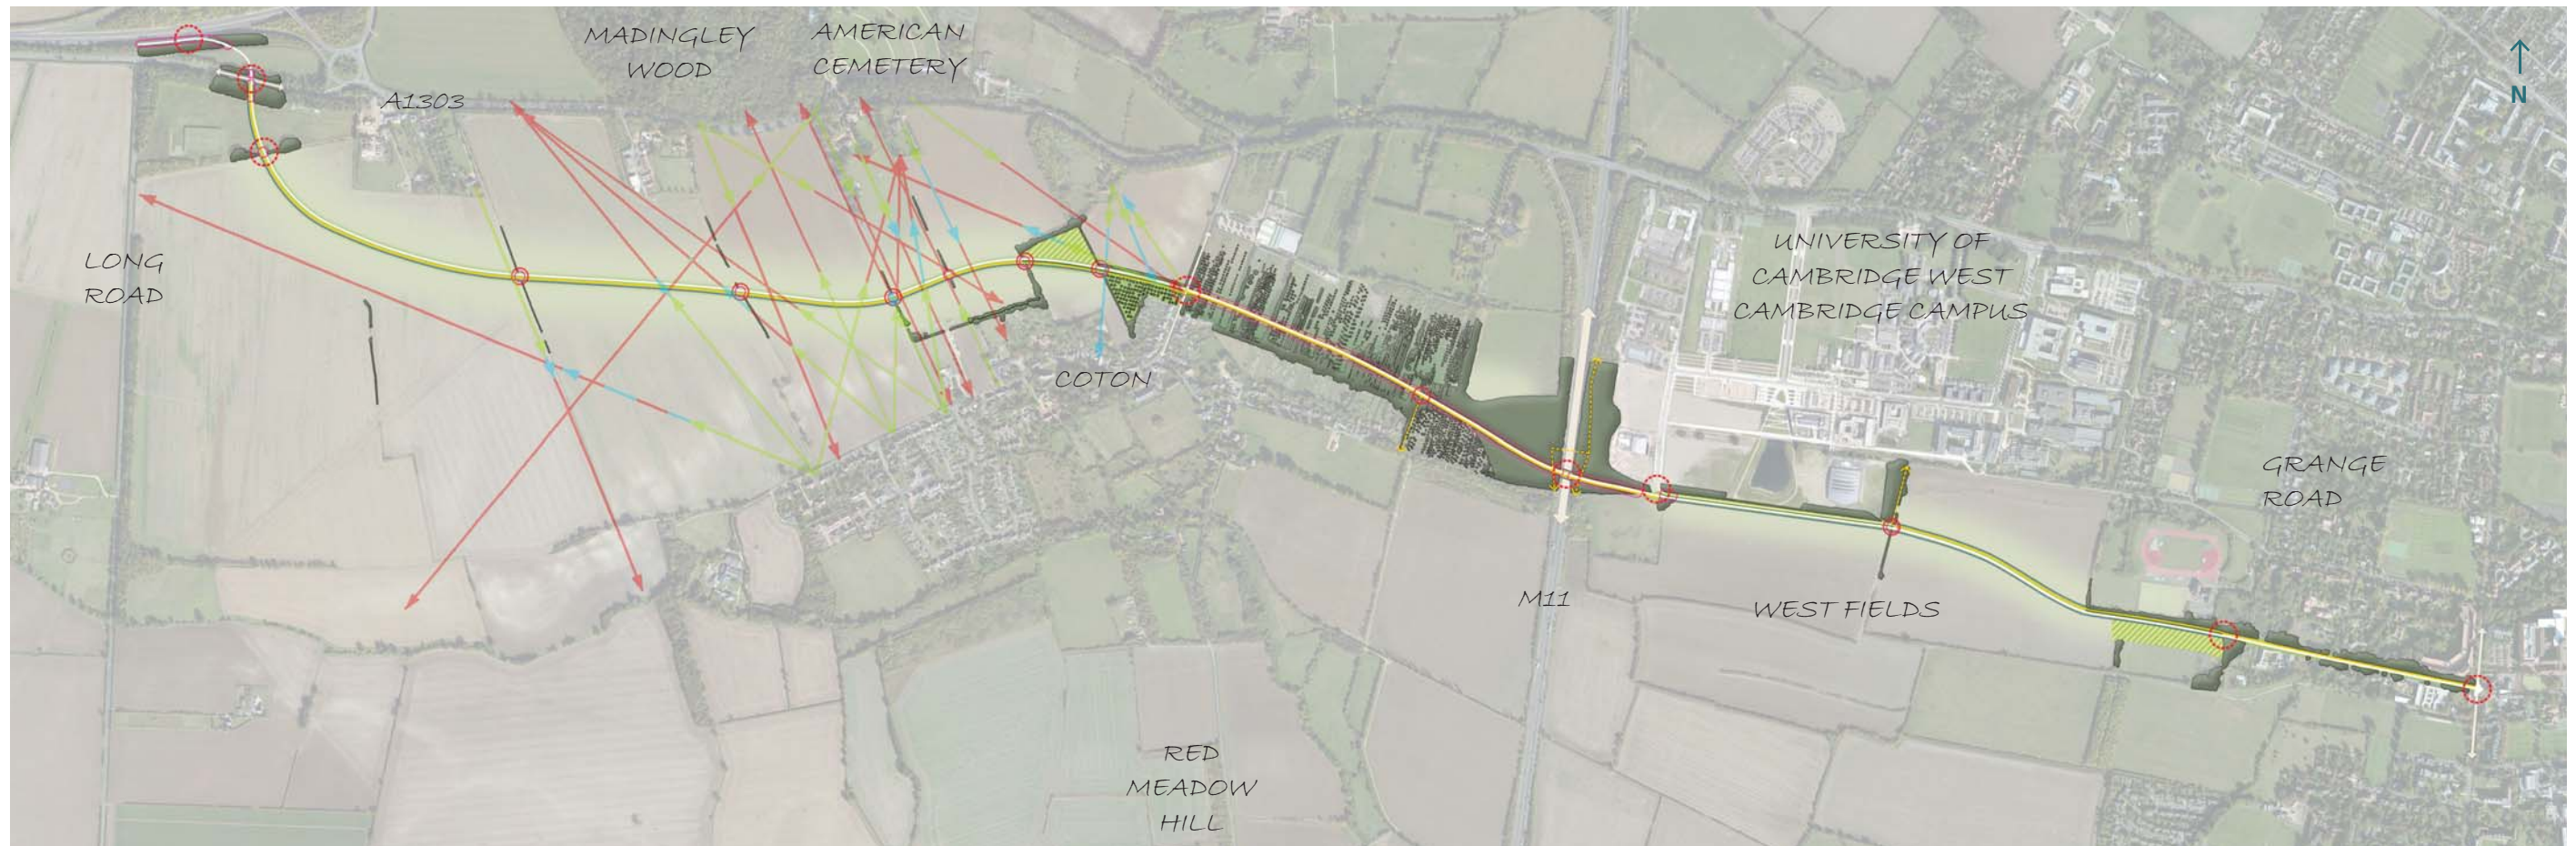 MADINGLEY
WOOD
AMERICAN
CEMETERY
A1303
N
LONG
ROAD
UNIVERSITY OF
CAMBRIDGE WEST
CAMBRIDGE CAMPUS
COTON
GRANGE
ROAD
M11
WEST FIELDS
RED
MEADOW
HILL